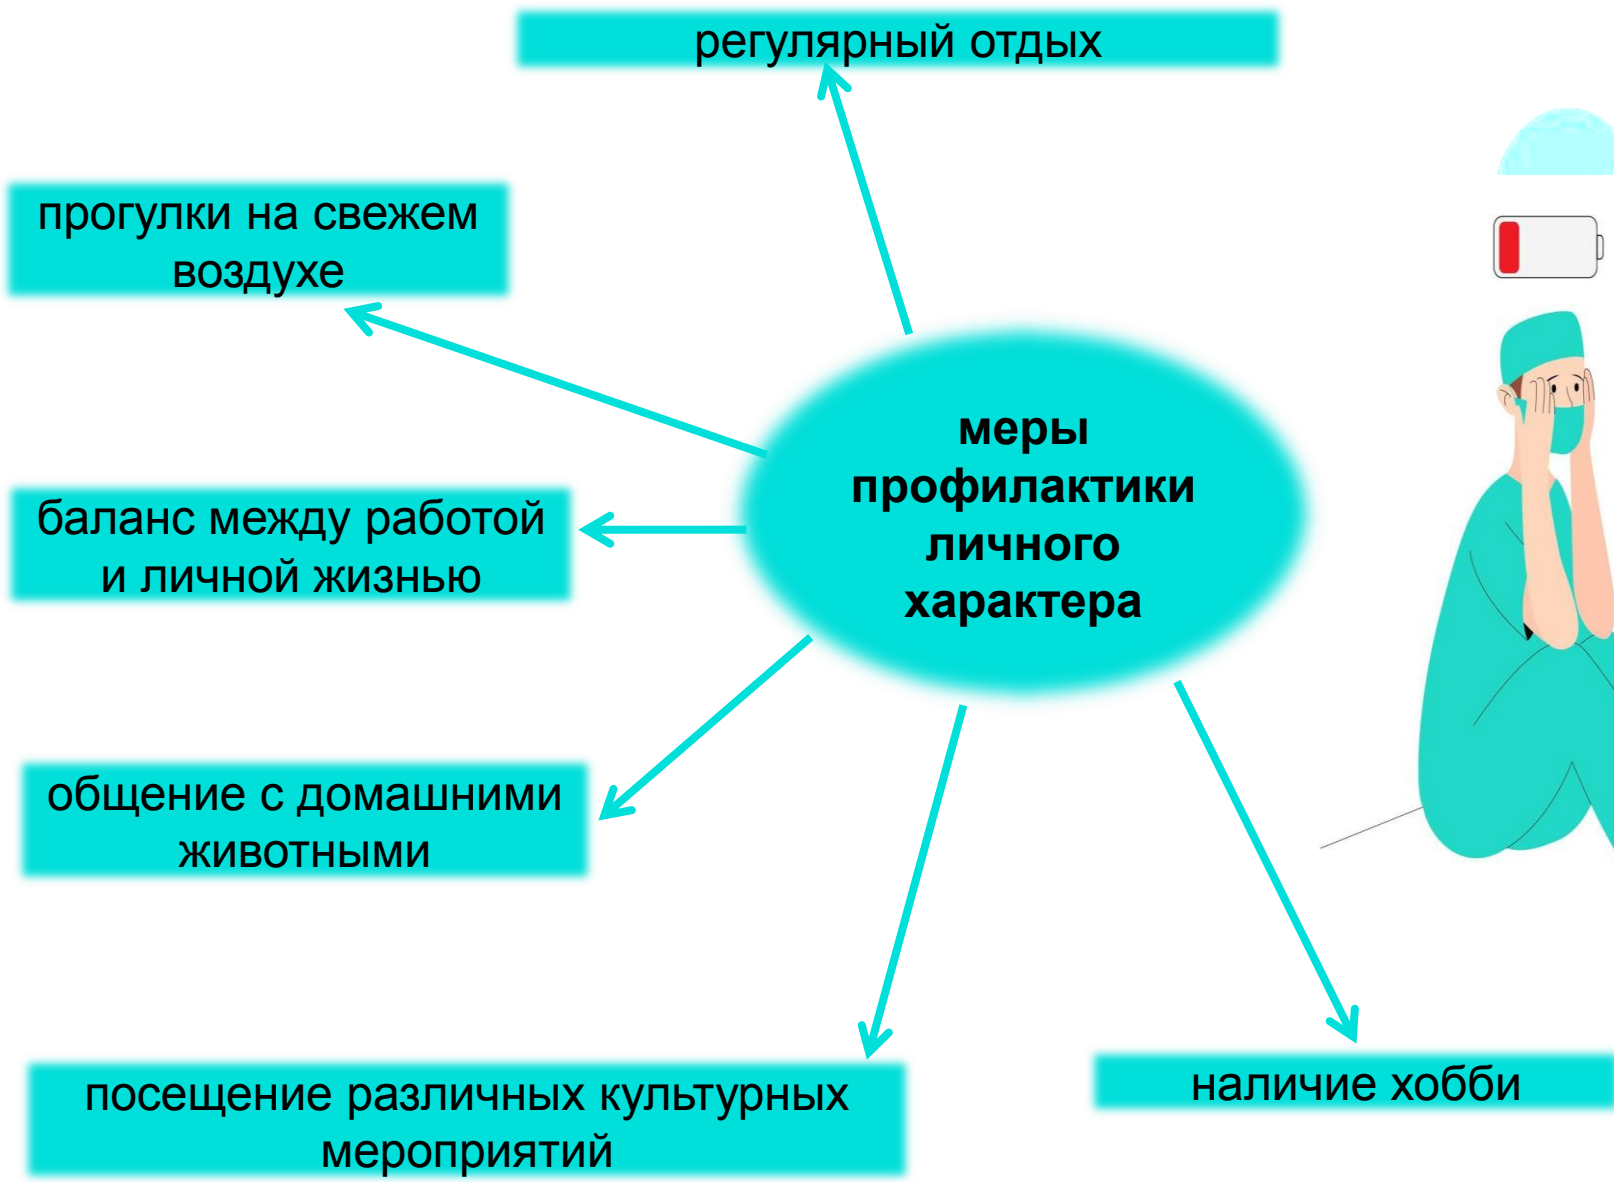 регулярный отдых
прогулки на свежем
воздухе
меры
профилактики
личного
характера
баланс между работой
и личной жизнью
общение с домашними
животными
посещение различных культурных
мероприятий
наличие хобби